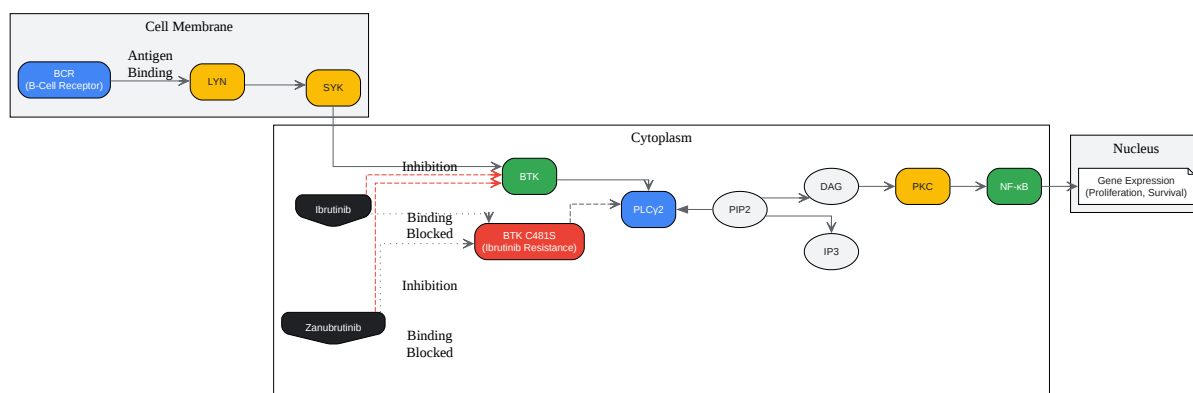 Cell Membrane
BCR
(B-Cell Receptor)
Antigen
Binding
LYN
SYK
Cytoplasm
Inhibition
BTK
Ibrutinib
Binding
Blocked
BTK C481S
(Ibrutinib Resistance)
PLCγ2
PIP2
DAG
IP3
PKC
NF-κB
Nucleus
Gene Expression
(Proliferation, Survival)
Inhibition
Zanubrutinib
Binding
Blocked